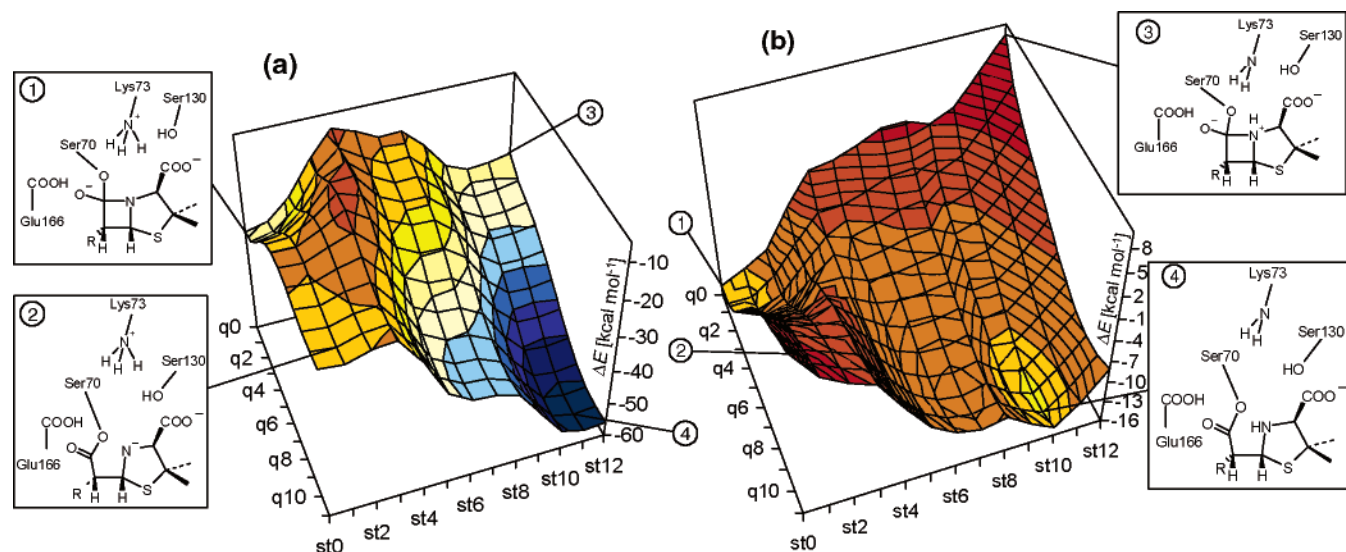 (a)
(b)
1
Lys73
Ser130
N+
H H H
HO
Ser70
O
COO−
COOH
O−
N
Glu166
R
H H
S
2
Lys73
N+
H H H
Ser130
Ser70
HO
COOH
O
COO−
O
N−
Glu166
R
H H
S
1
2
3
4
q0
q2
q4
q6
q8
q10
st0
st2
st4
st6
st8
st10
st12
-10
-20
-30
-40
-50
-60
ΔE [kcal mol-1]
3
4
q0
q2
q4
q6
q8
q10
st0
st2
st4
st6
st8
st10
st12
8
5
2
-1
-4
-7
-10
-13
-16
ΔE [kcal mol-1]
3
Lys73
Ser130
N
H H
HO
Ser70
O
COO−
COOH
O−
H
N+
Glu166
R
H H
S
4
Lys73
N
H H
Ser130
Ser70
HO
COOH
O
COO−
O
HN
Glu166
R
H H
S